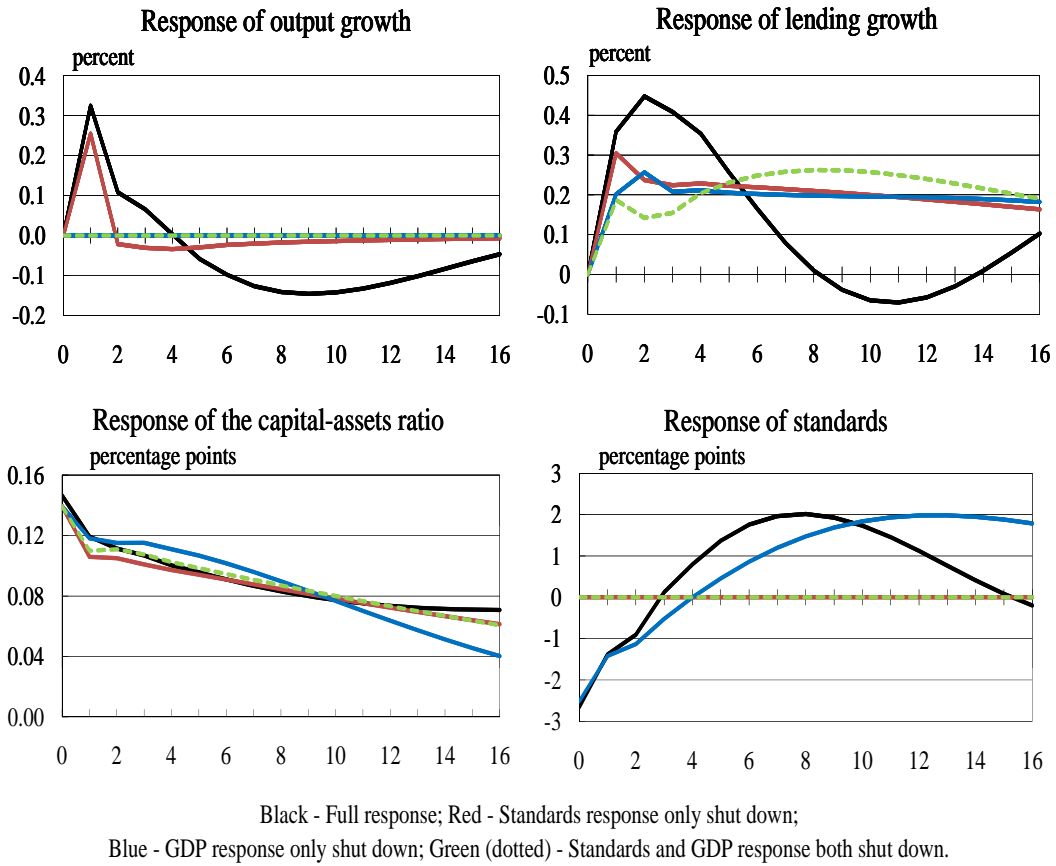 Response of output growth
percent
0.4
0.3
0.2
0.1
0.0
-0.1
-0.2
0 2 4 6 8 10 12 14 16
Response of lending growth
percent
0.5
0.4
0.3
0.2
0.1
0
-0.1
0 2 4 6 8 10 12 14 16
Response of the capital-assets ratio
percentage points
0.16
0.12
0.08
0.04
0.00
0 2 4 6 8 10 12 14 16
Response of standards
percentage points
3
2
1
0
-1
-2
-3
0 2 4 6 8 10 12 14 16
Black - Full response; Red - Standards response only shut down;
Blue - GDP response only shut down; Green (dotted) - Standards and GDP response both shut down.